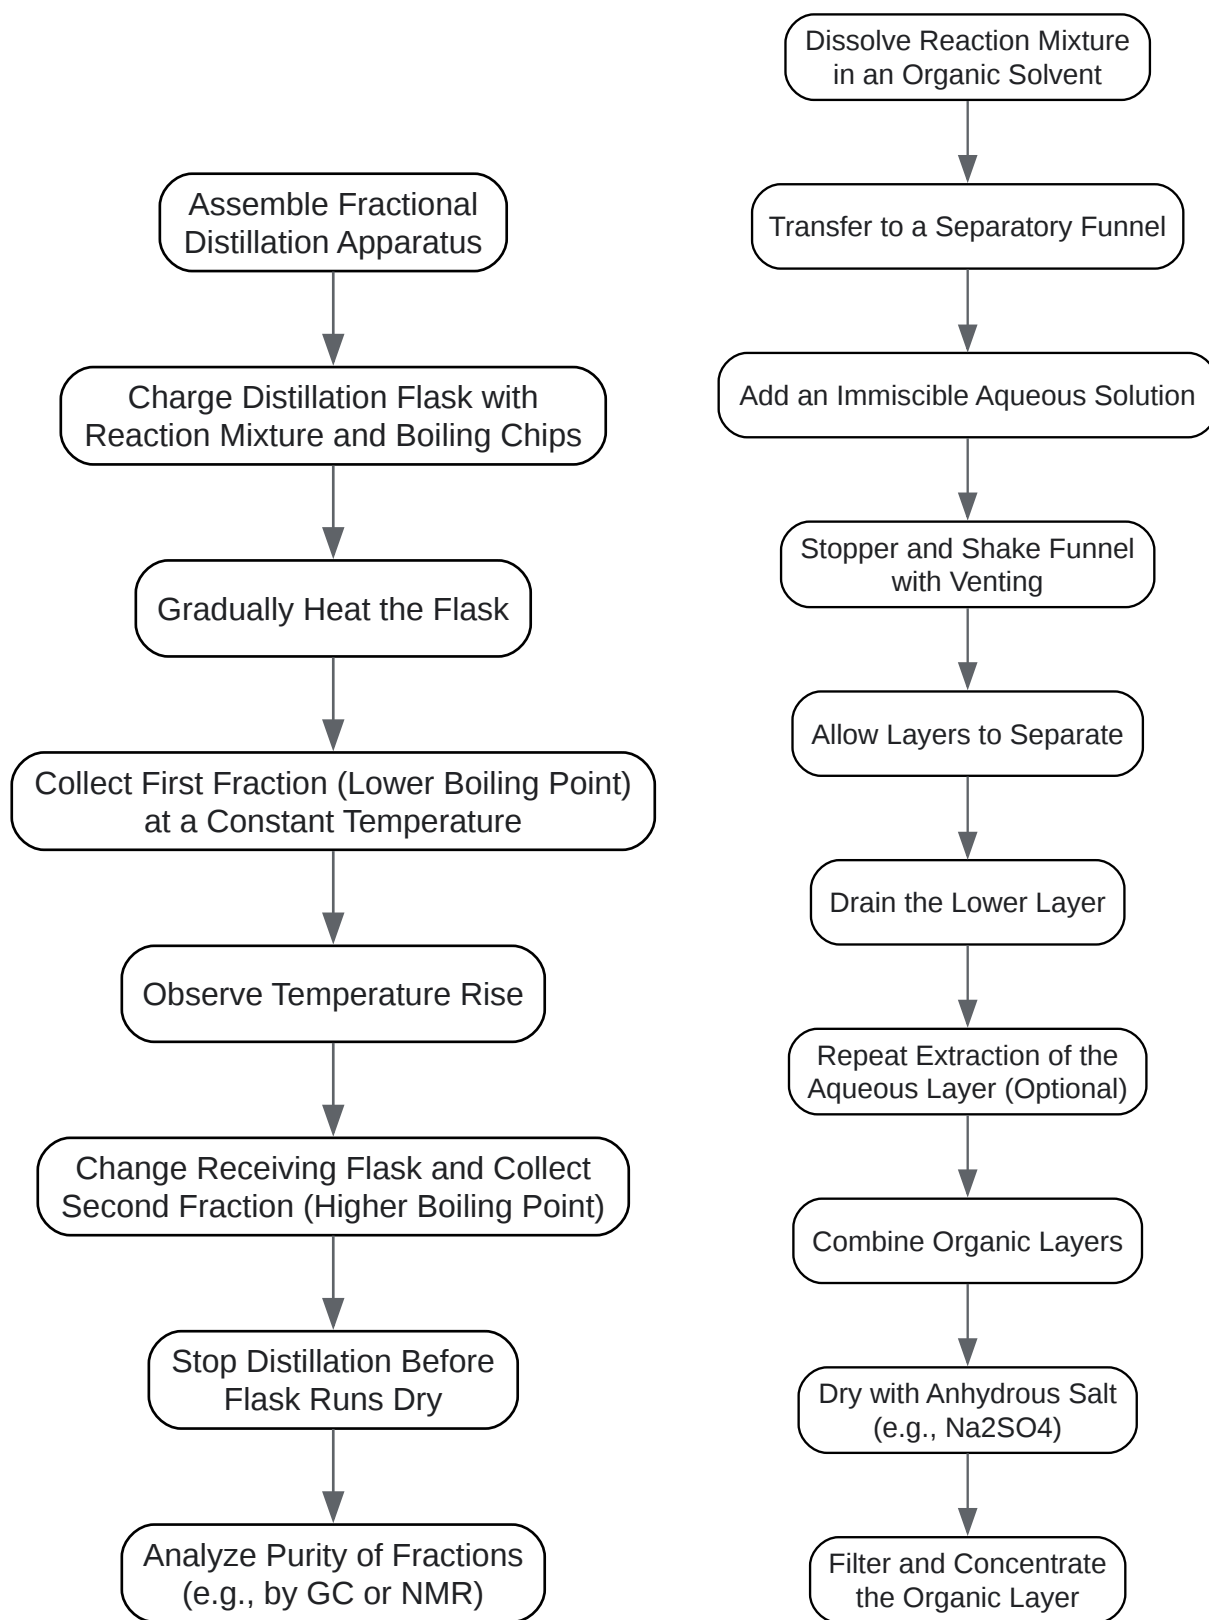 Assemble Fractional
Distillation Apparatus
Charge Distillation Flask with
Reaction Mixture and Boiling Chips
Gradually Heat the Flask
Collect First Fraction (Lower Boiling Point)
at a Constant Temperature
Observe Temperature Rise
Change Receiving Flask and Collect
Second Fraction (Higher Boiling Point)
Stop Distillation Before
Flask Runs Dry
Analyze Purity of Fractions
(e.g., by GC or NMR)
Dissolve Reaction Mixture
in an Organic Solvent
Transfer to a Separatory Funnel
Add an Immiscible Aqueous Solution
Stopper and Shake Funnel
with Venting
Allow Layers to Separate
Drain the Lower Layer
Repeat Extraction of the
Aqueous Layer (Optional)
Combine Organic Layers
Dry with Anhydrous Salt
(e.g., Na2SO4)
Filter and Concentrate
the Organic Layer